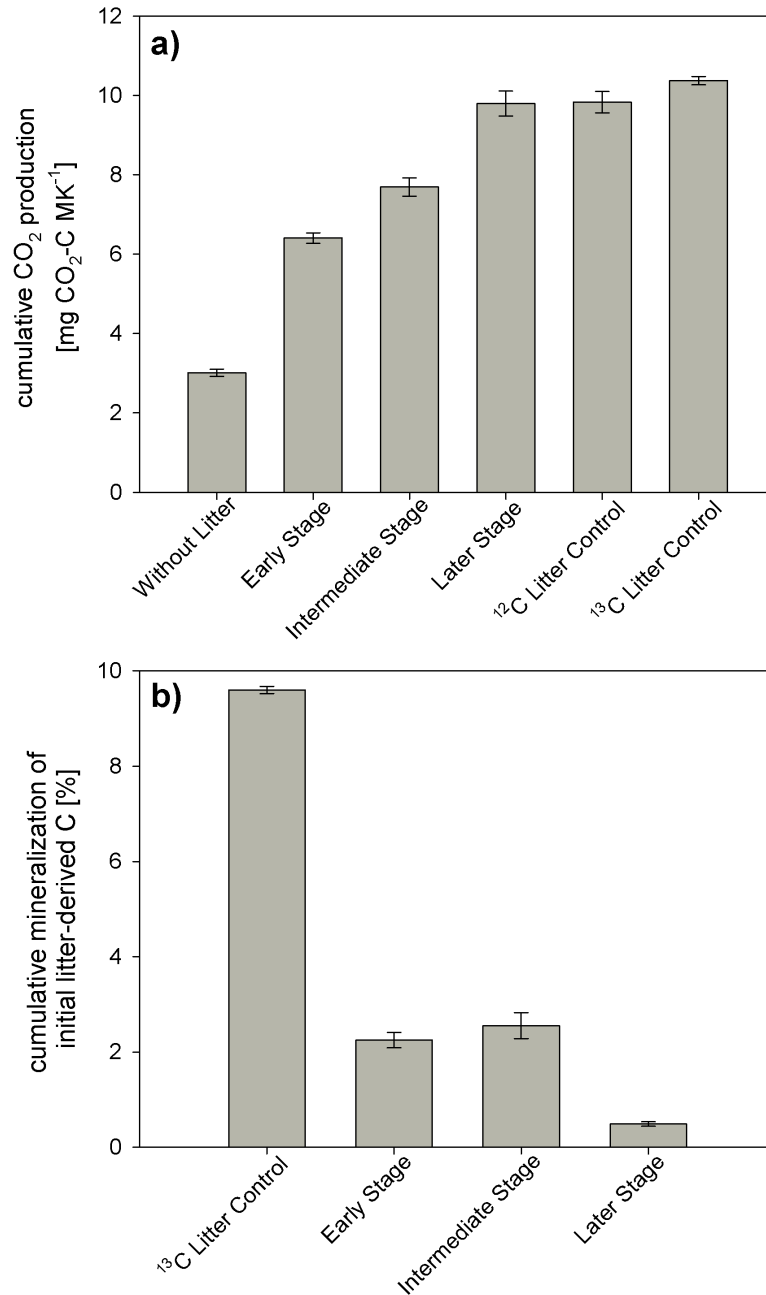 a)
cumulative CO₂ production
[mg CO₂-C MK⁻¹]
12
10
8
6
4
2
0
Without Litter
Early Stage
Intermediate Stage
Later Stage
¹²C Litter Control
¹³C Litter Control
b)
cumulative mineralization of
initial litter-derived C [%]
10
8
6
4
2
0
¹³C Litter Control
Early Stage
Intermediate Stage
Later Stage